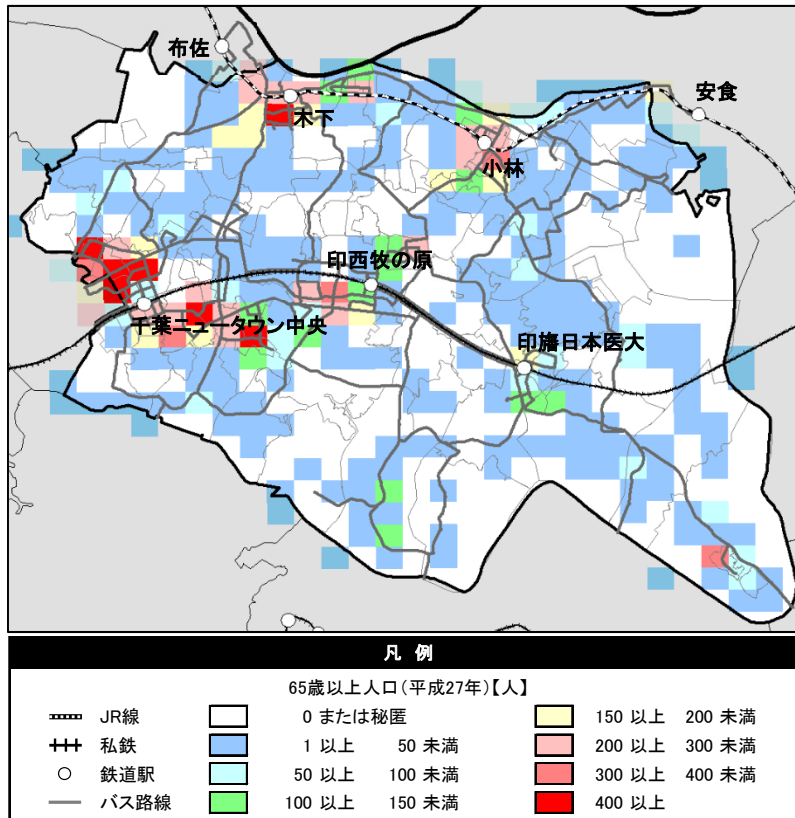 布佐
木下
安食
小林
印西牧の原
千葉ニュータウン中央
印旛日本医大
凡 例
65歳以上人口(平成27年)【人】
JR線
私鉄
鉄道駅
バス路線
0 または秘匿
1 以上 50 未満
50 以上 100 未満
100 以上 150 未満
150 以上 200 未満
200 以上 300 未満
300 以上 400 未満
400 以上